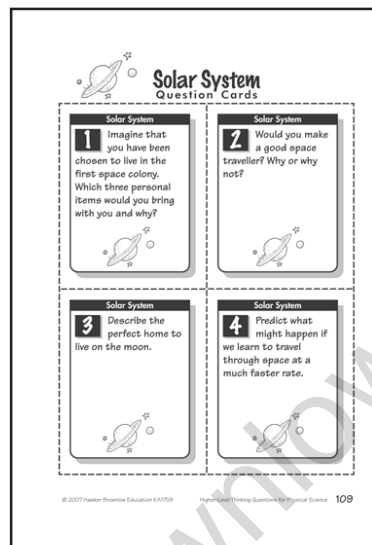 Solar System
Question Cards
Solar System
1 Imagine that
you have been
chosen to live in the
first space colony.
Which three personal
items would you bring
with you and why?
Solar System
2 Would you make
a good space
traveller? Why or why
not?
Solar System
3 Describe the
perfect home to
live on the moon.
Solar System
4 Predict what
might happen if
we learn to travel
through space at a
much faster rate.
© 2007 Hawker Brownlow Education KA1759 Higher-Level Thinking Questions for Physical Science 109